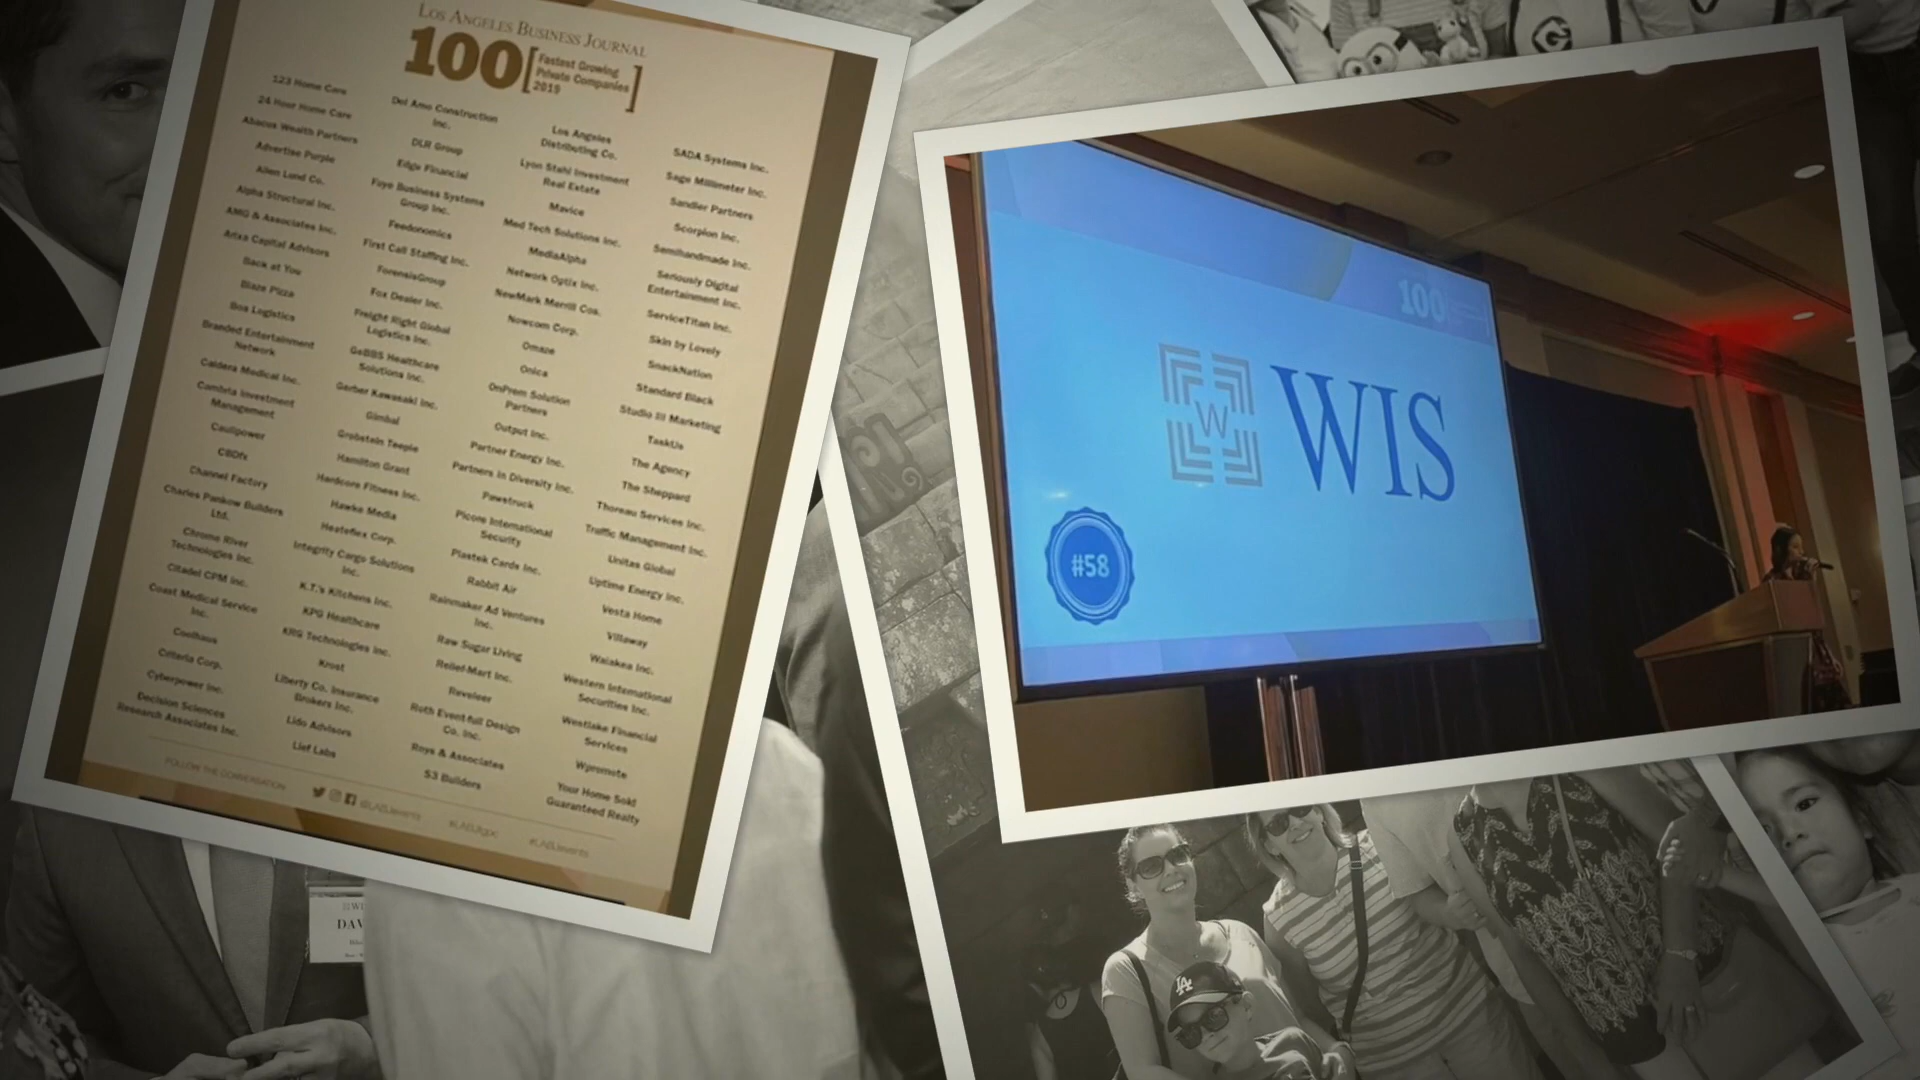 LOS ANGELES BUSINESS JOURNAL
100
Fastest Growing
Private Companies
2019
123 Home Care
24 Hour Home Care
Abacus Wealth Partners
Advertise Purple
Allen Lund Co.
Alpha Structural Inc.
AMG & Associates Inc.
Arixa Capital Advisors
Back at You
Blaze Pizza
Boa Logistics
Branded Entertainment
Network
Caldera Medical Inc.
Cambria Investment
Management
Caulipower
CBDfx
Channel Factory
Charles Pankow Builders
Ltd.
Chrome River
Technologies Inc.
Citadel CPM Inc.
Coast Medical Service
Inc.
Coolhaus
Criteria Corp.
Cyberpower Inc.
Decision Sciences
Research Associates Inc.
Del Amo Construction
Inc.
DLR Group
Edge Financial
Fuyo Business Systems
Group Inc.
Feedonomics
First Call Staffing Inc.
ForensisGroup
Fox Dealer Inc.
Freight Right Global
Logistics Inc.
GeBBS Healthcare
Solutions Inc.
Gerber Kawasaki Inc.
Gimbal
Grobstein Teeple
Hamilton Grant
Hardcore Fitness Inc.
Hawke Media
Heateflex Corp.
Integrity Cargo Solutions
Inc.
K.T.'s Kitchens Inc.
KPG Healthcare
KRG Technologies Inc.
Krost
Liberty Co. Insurance
Brokers Inc.
Lido Advisors
Lief Labs
Los Angeles
Distributing Co.
Lyon Stahl Investment
Real Estate
Mavice
Med Tech Solutions Inc.
MediaAlpha
Network Optix Inc.
NewMark Merrill Cos.
Nowcom Corp.
Omaze
Onica
OnPrem Solution
Partners
Output Inc.
Partner Energy Inc.
Partners in Diversity Inc.
Pawstruck
Picore International
Security
Plastek Cards Inc.
Rabbit Air
Rainmaker Ad Ventures
Inc.
Raw Sugar Living
Relief-Mart Inc.
Reveleer
Roth Event-full Design
Co. Inc.
Roys & Associates
S3 Builders
SADA Systems Inc.
Sage Millimeter Inc.
Sandler Partners
Scorpion Inc.
Semihandmade Inc.
Seriously Digital
Entertainment Inc.
ServiceTitan Inc.
Skin by Lovely
SnackNation
Standard Black
Studio III Marketing
TaskUs
The Agency
The Sheppard
Thoreau Services Inc.
Traffic Management Inc.
Unitas Global
Uptime Energy Inc.
Vesta Home
Villaway
Waiakea Inc.
Western International
Securities Inc.
Westlake Financial
Services
Wpromote
Your Home Sold
Guaranteed Realty
FOLLOW THE CONVERSATION
@LABJevents
#LABJfgpc
#LABJevents
100
W WIS
#58
G
LA
DAV